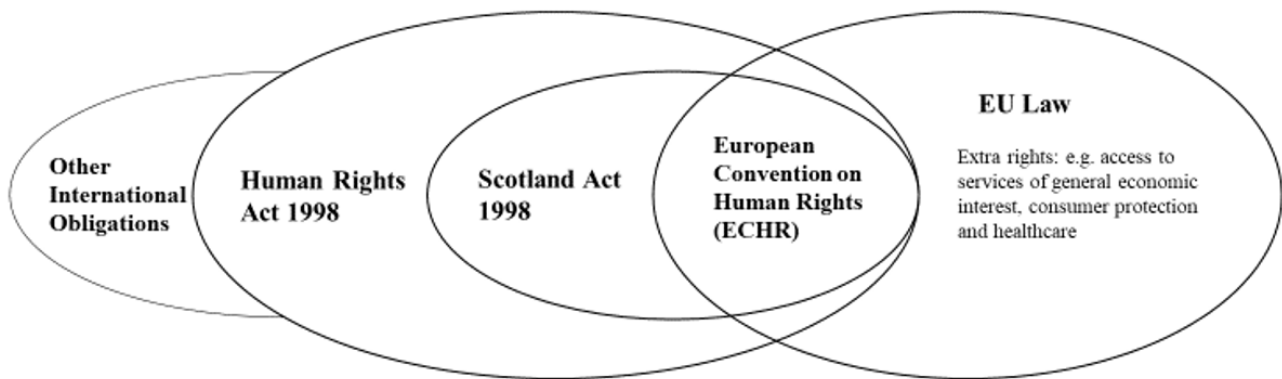 Other
International
Obligations
Human Rights
Act 1998
Scotland Act
1998
European
Convention on
Human Rights
(ECHR)
EU Law
Extra rights: e.g. access to
services of general economic
interest, consumer protection
and healthcare